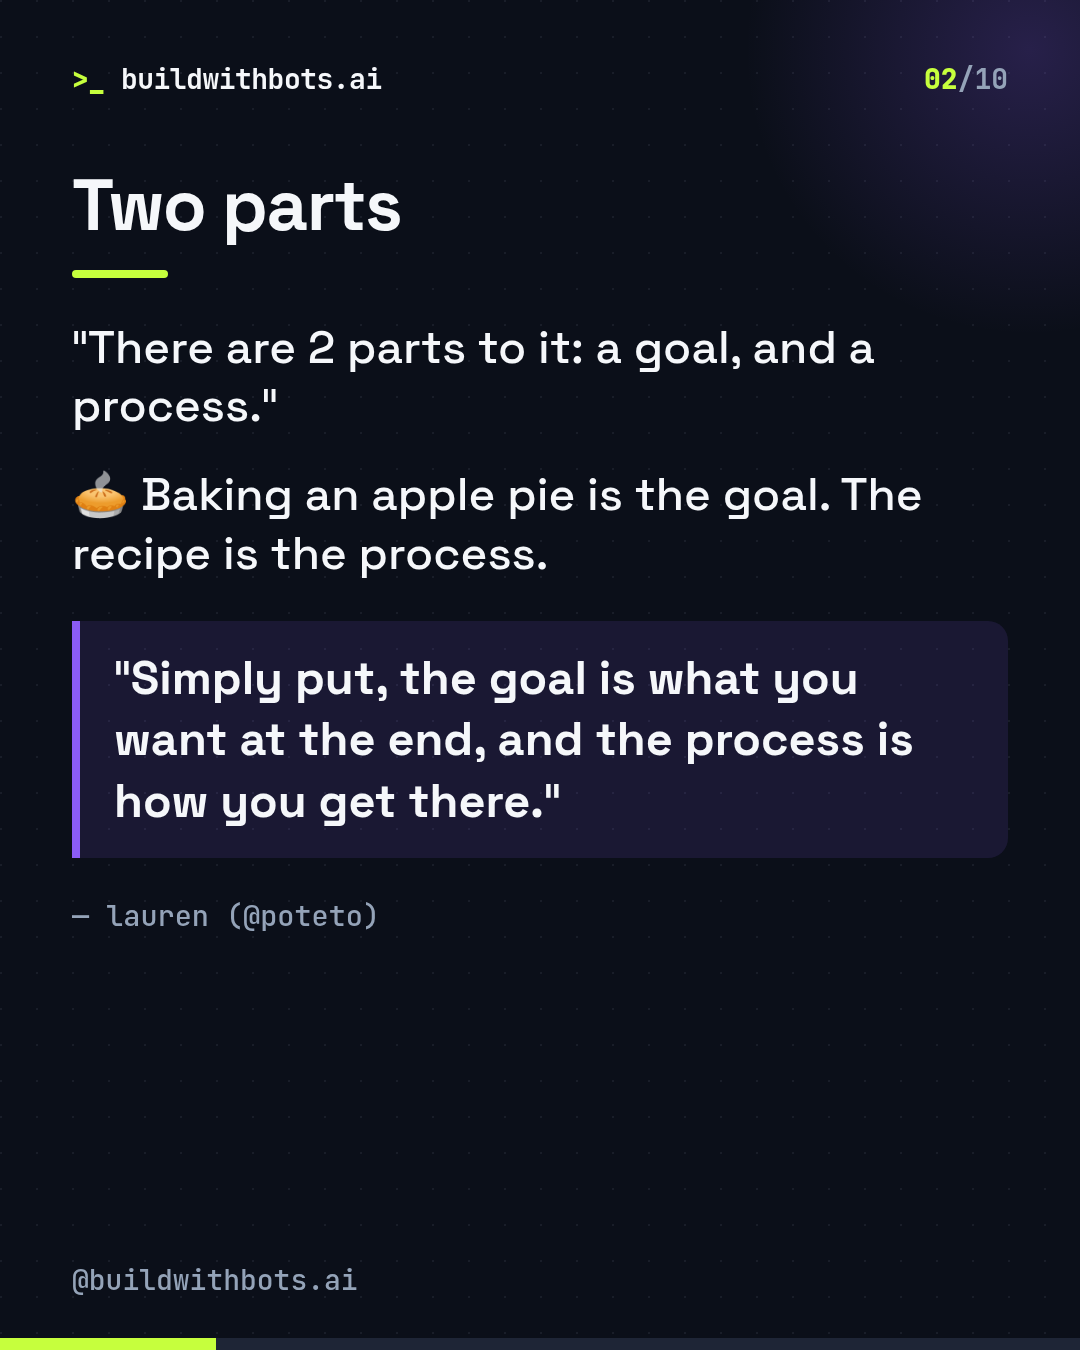 >_ buildwithbots.ai
02/10
Two parts
"There are 2 parts to it: a goal, and a
process."
🥧 Baking an apple pie is the goal. The
recipe is the process.
"Simply put, the goal is what you
want at the end, and the process is
how you get there."
— lauren (@poteto)
@buildwithbots.ai